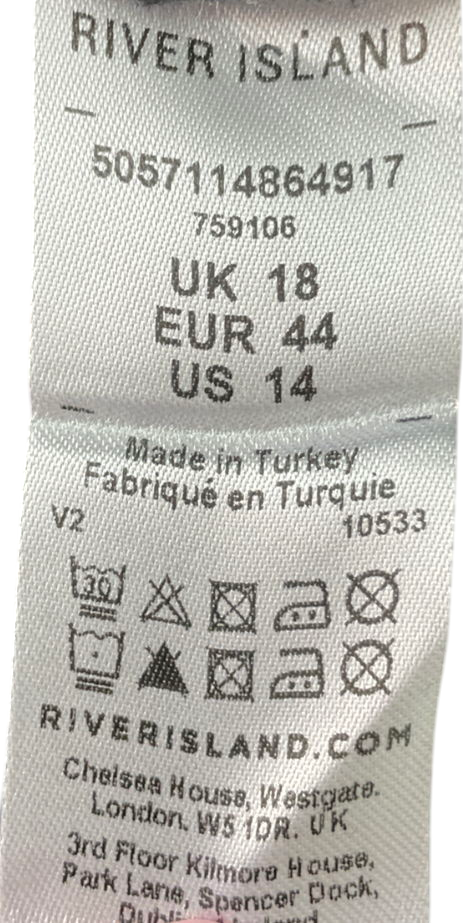 RIVER ISLAND
5057114864917
759106
UK 18
EUR 44
US 14
Made in Turkey
Fabriqué en Turquie
V2 10533
30
RIVERISLAND.COM
Chelsea House, Westgate.
London. W5 1DR. UK
3rd Floor Kilmore House,
Park Lane, Spencer Dock,